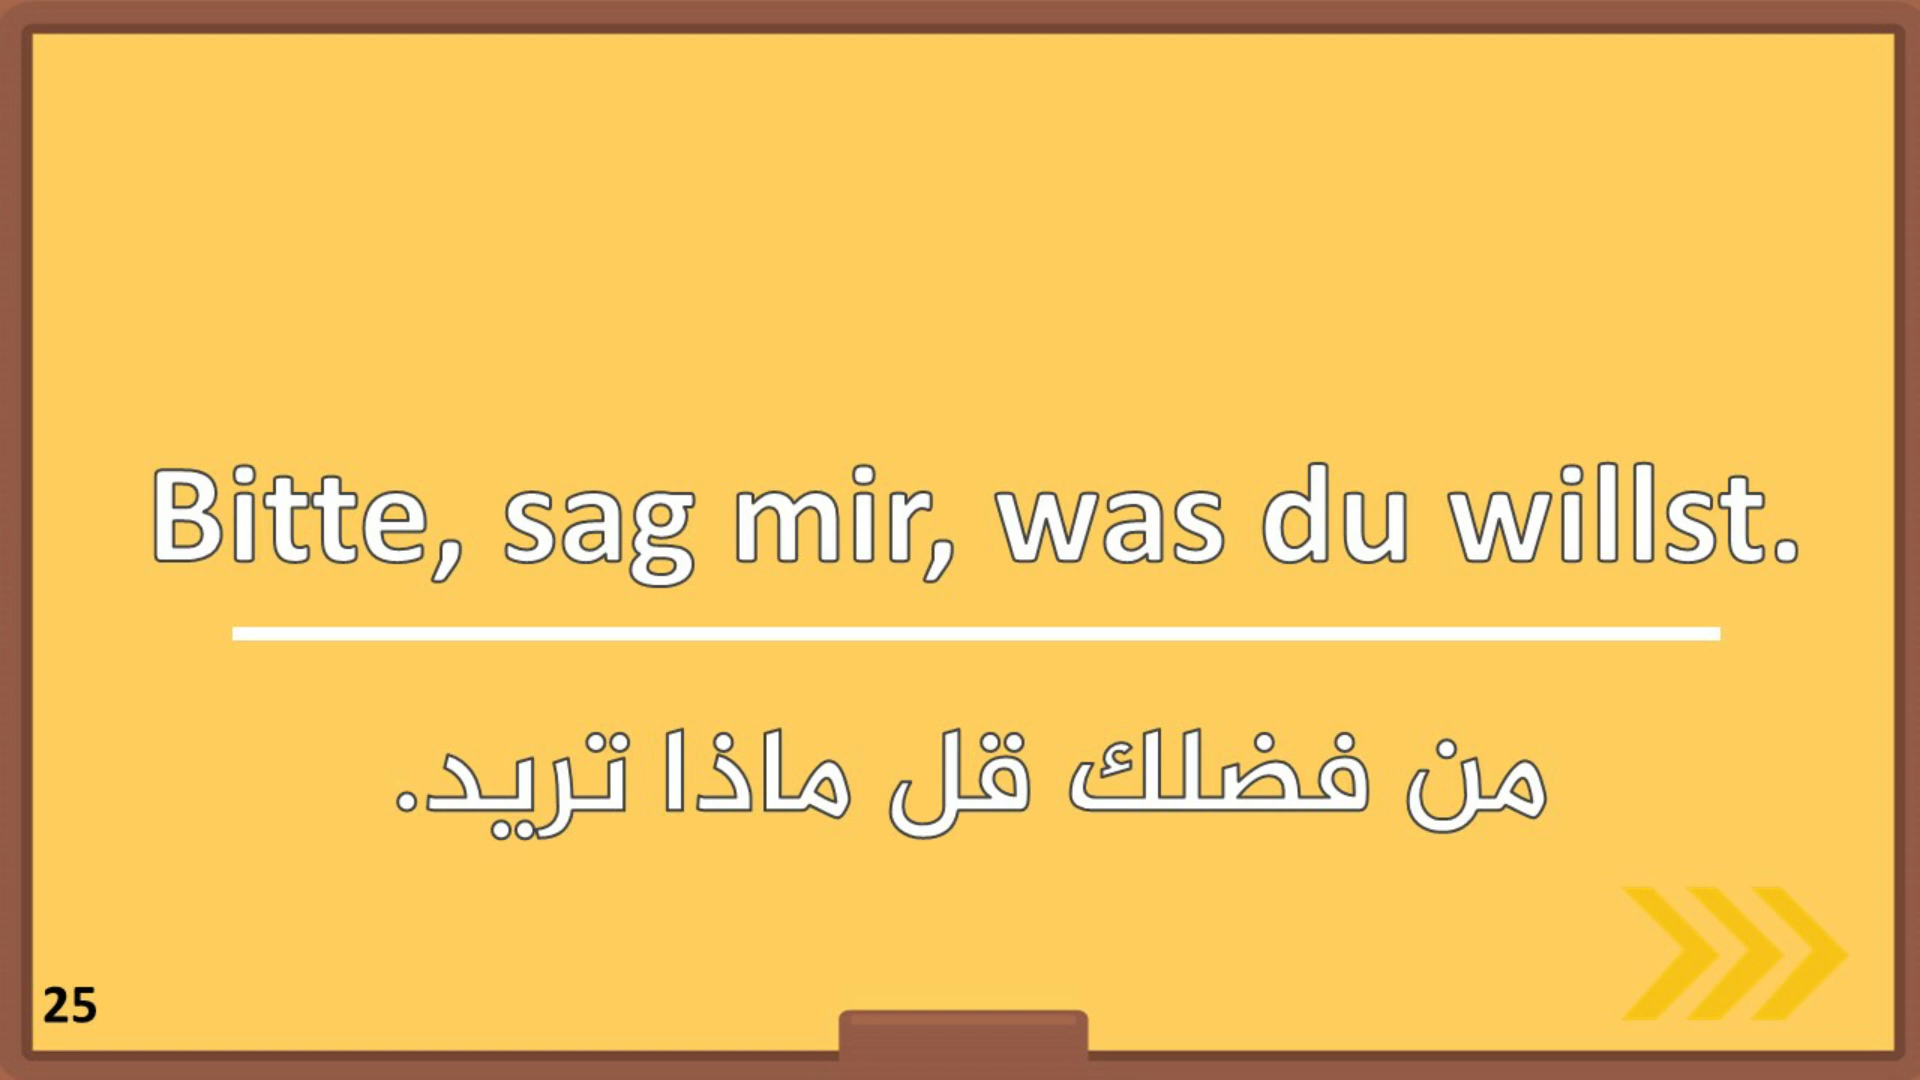 Bitte, sag mir, was du willst.
من فضلك قل ماذا تريد.
25